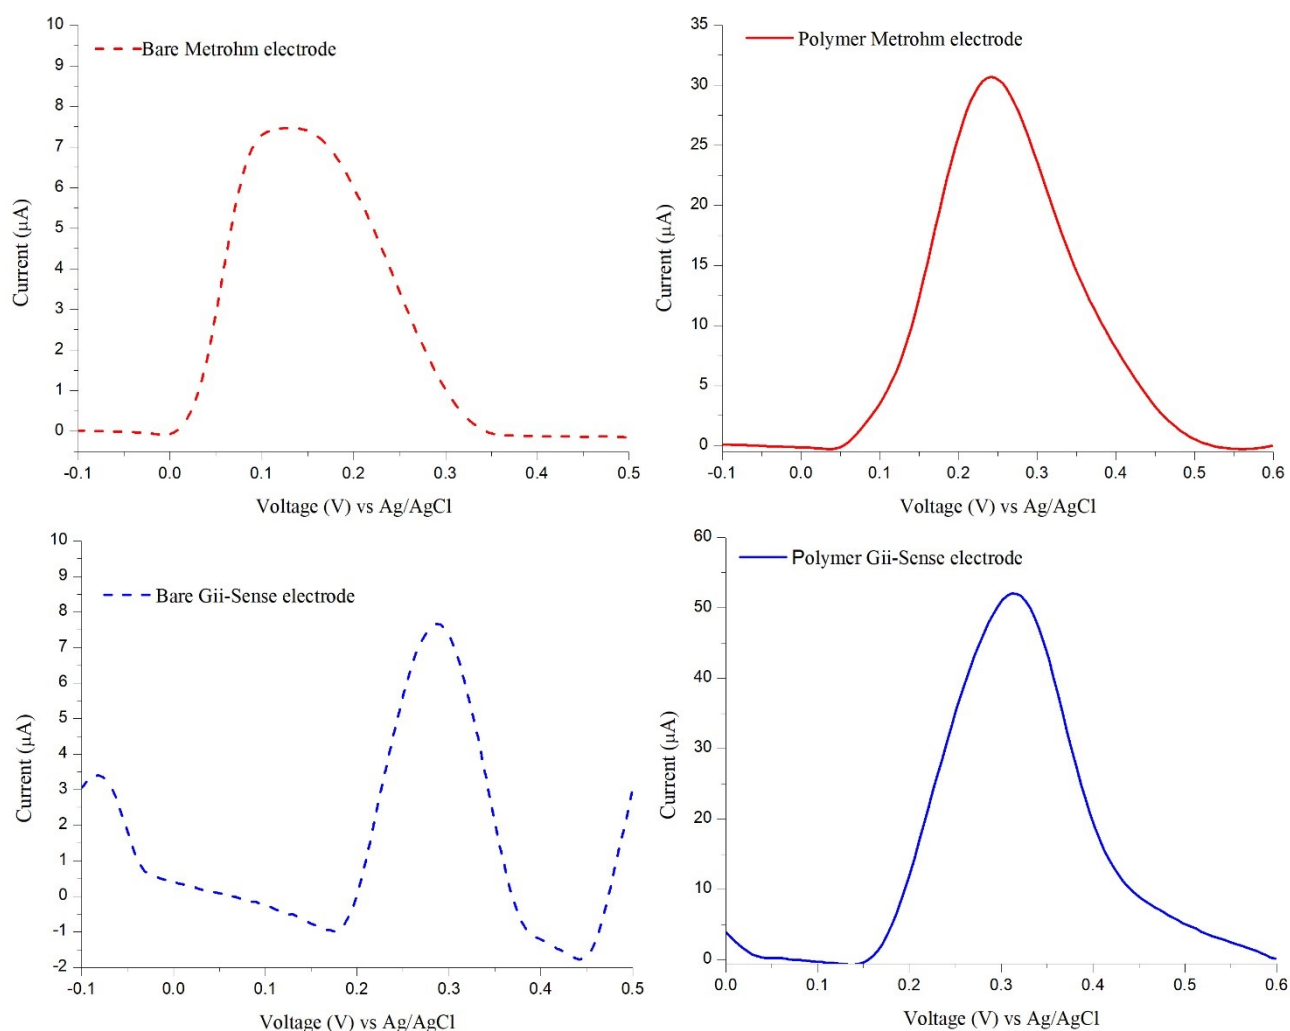 Bare Metrohm electrode
Current (µA)
10
9
8
7
6
5
4
3
2
1
0
-0.1 0.0 0.1 0.2 0.3 0.4 0.5
Voltage (V) vs Ag/AgCl
Polymer Metrohm electrode
Current (µA)
35
30
25
20
15
10
5
0
-0.1 0.0 0.1 0.2 0.3 0.4 0.5 0.6
Voltage (V) vs Ag/AgCl
Bare Gii-Sense electrode
Current (µA)
10
9
8
7
6
5
4
3
2
1
0
-1
-2
-0.1 0.0 0.1 0.2 0.3 0.4 0.5
Voltage (V) vs Ag/AgCl
Polymer Gii-Sense electrode
Current (µA)
60
50
40
30
20
10
0
0.0 0.1 0.2 0.3 0.4 0.5 0.6
Voltage (V) vs Ag/AgCl